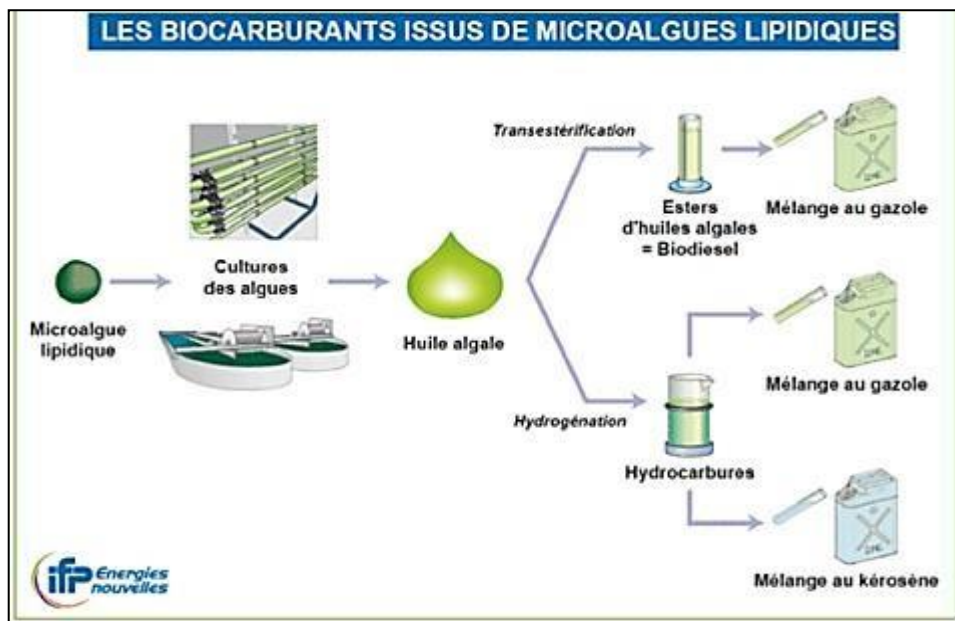 LES BIOCARBURANTS ISSUS DE MICROALGUES LIPIDIQUES
Microalgue
lipidique
Cultures
des algues
Huile algale
Transestérification
Esters
d'huiles algales
= Biodiesel
Mélange au gazole
Hydrogénation
Hydrocarbures
Mélange au gazole
Mélange au kérosène
ifp Energies
nouvelles